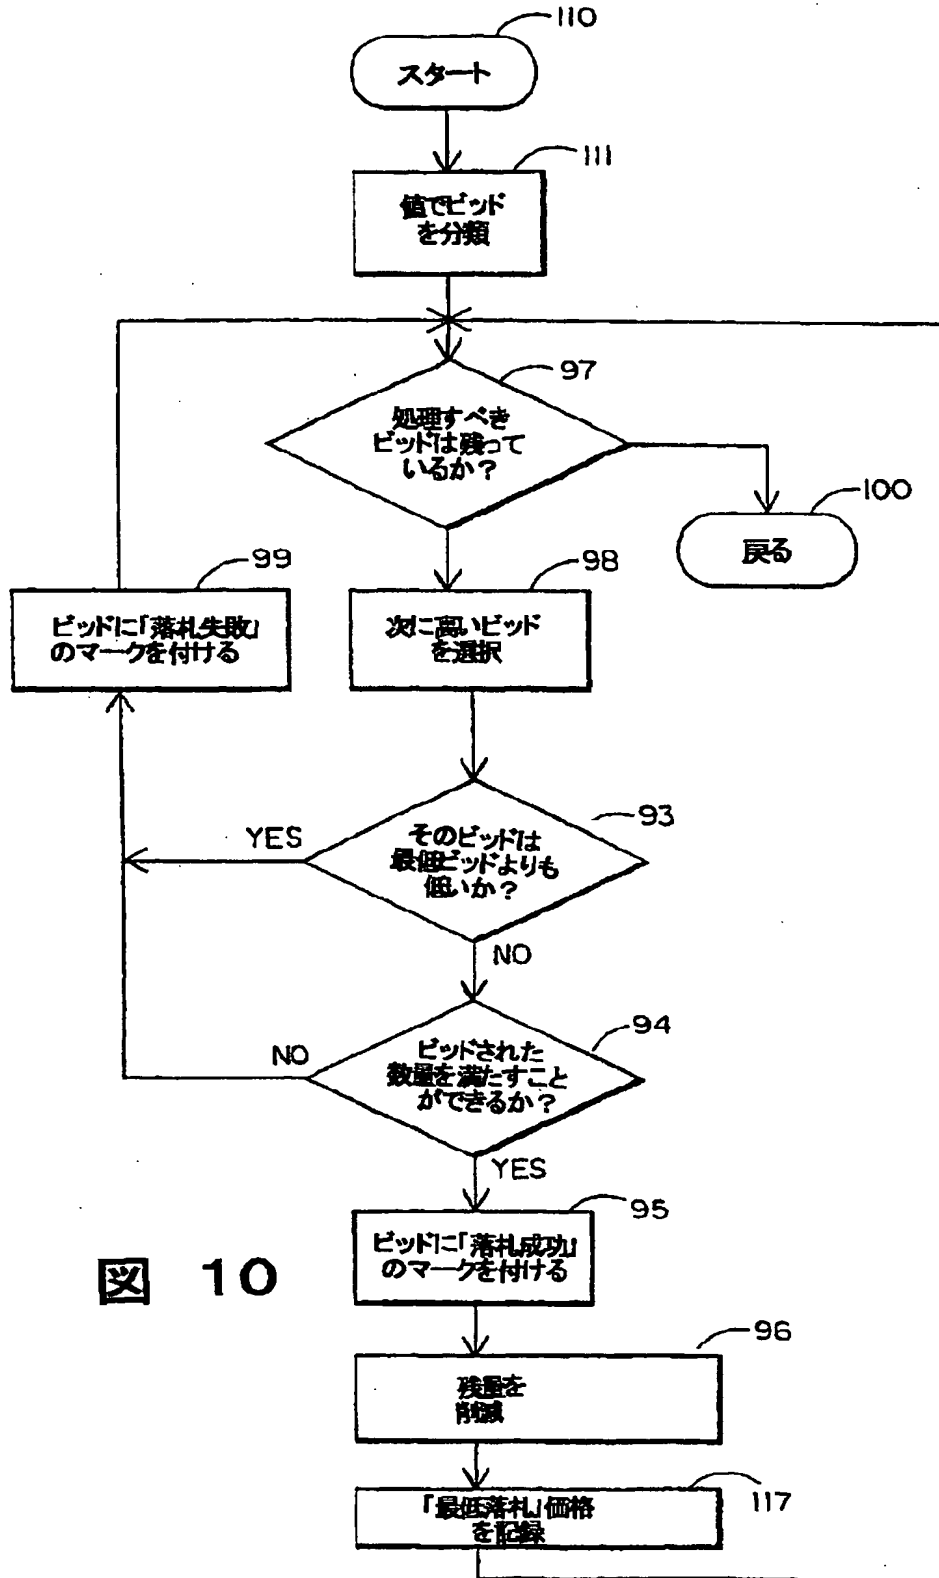 110
スタート
111
値でビッド
を分類
97
処理すべき
ビッドは残って
いるか？
100
戻る
99
ビッドに「落札失敗」
のマークを付ける
98
次に高いビッド
を選択
93
YES
そのビッドは
最低ビッドよりも
低いか？
NO
94
NO
ビッドされた
数量を満たすこと
ができるか？
YES
95
ビッドに「落札成功」
のマークを付ける
図 10
96
残量を
削減
117
「最低落札」価格
を記録